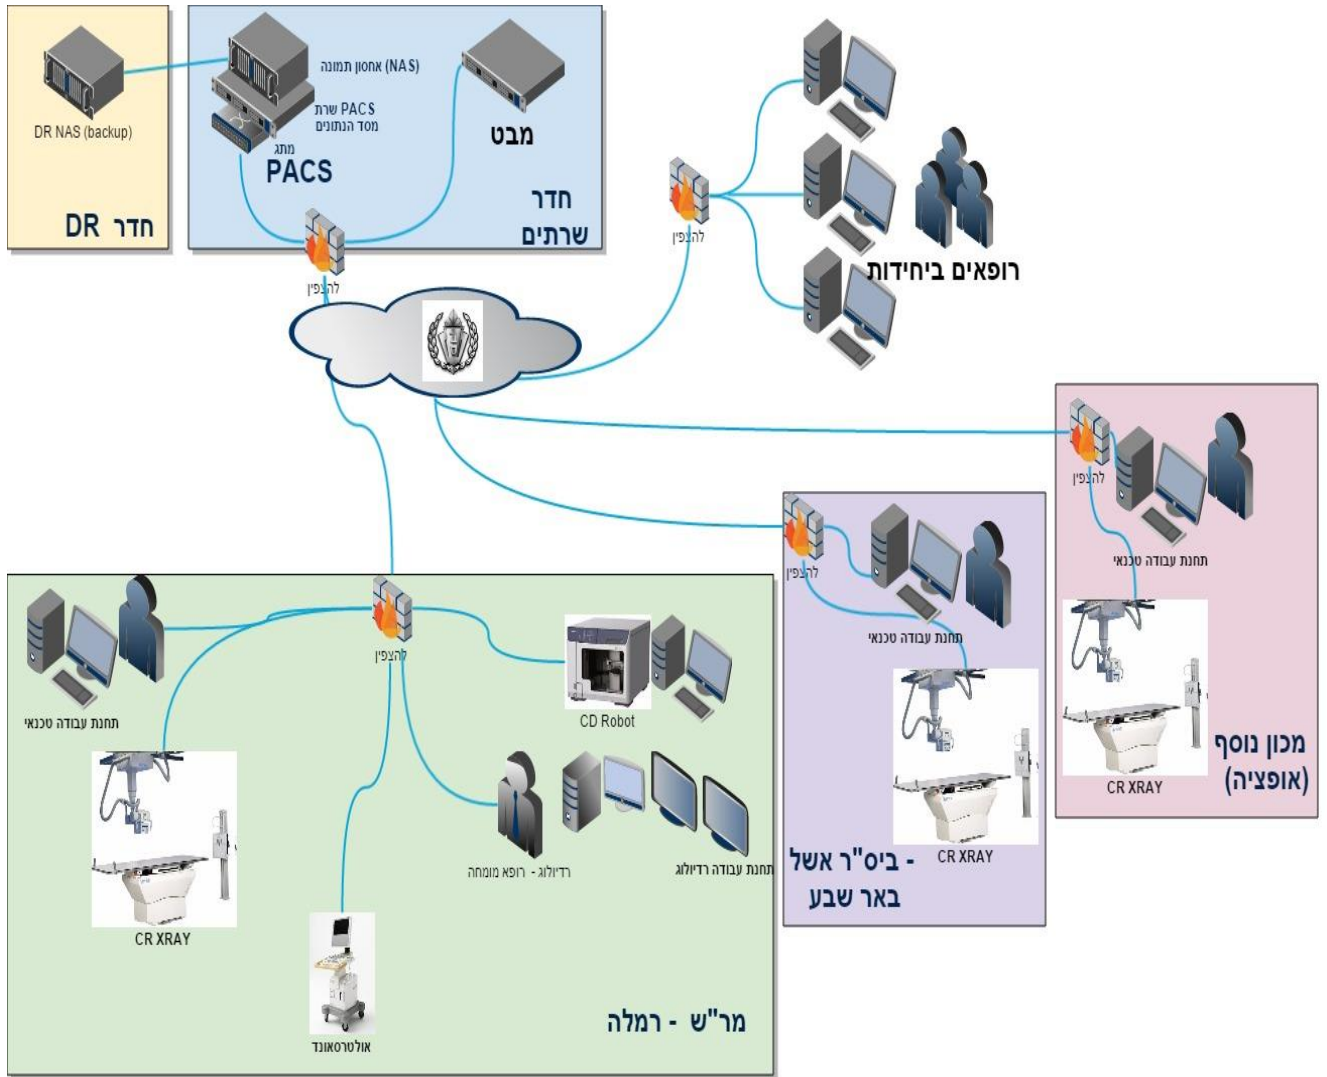 DR NAS (backup)
חדר DR
אחסון תמונה (NAS)
שרת PACS
מסד הנתונים
מתג
PACS
מבט
חדר
שרתים
להצפין
להצפין
רופאים ביחידות
להצפין
תחנת עבודה טכנאי
CR XRAY
מכון נוסף
(אופציה)
להצפין
תחנת עבודה טכנאי
CR XRAY
ביס"ר אשל -
באר שבע
להצפין
תחנת עבודה טכנאי
CR XRAY
CD Robot
רדיולוג - רופא מומחה
תחנת עבודה רדיולוג
אולטרסאונד
מר"ש - רמלה